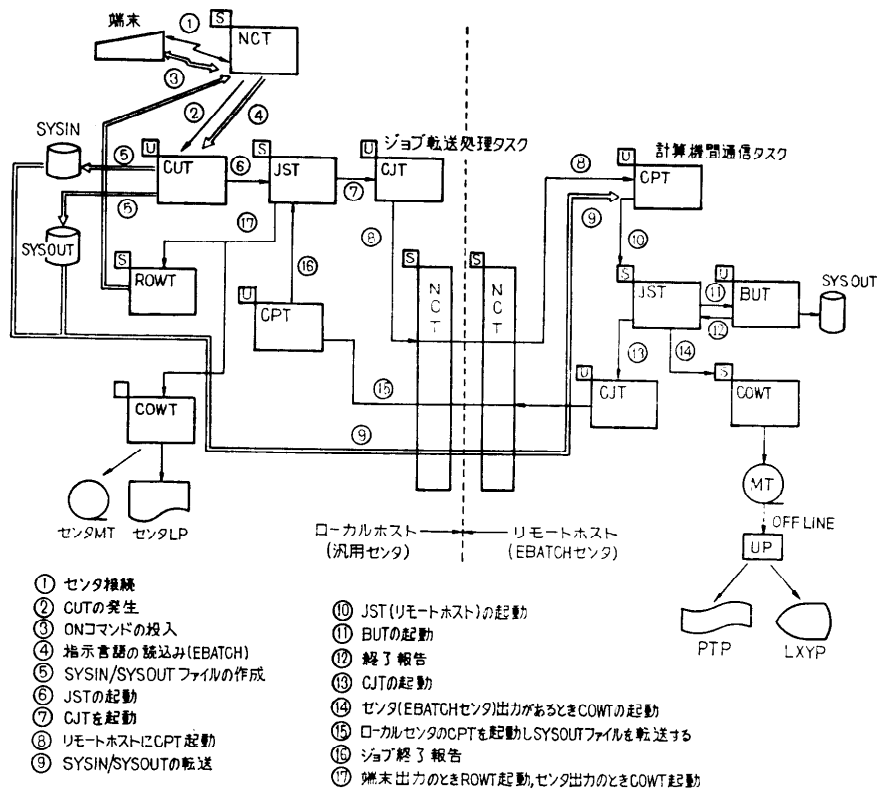 端末
①
S
NCT
③
②
④
SYSIN
⑤
U
CUT
⑥
S
JST
⑦
ジョブ転送処理タスク
U
CJT
⑧
⑤
SYSOUT
⑰
S
ROWT
⑯
U
CPT
⑧
S
NCT
S
NCT
⑨
U
計算機間通信タスク
CPT
⑩
S
JST
⑪
⑫
U
BUT
SYSOUT
⑬
⑭
U
CJT
S
COWT
⑮
COWT
⑨
センタMT
センタLP
MT
OFFLINE
UP
PTP
LXYP
ローカルホスト
(汎用センタ)
リモートホスト
(EBATCHセンタ)
① センタ接続
② CUTの発生
③ ONコマンドの投入
④ 指示言語の読込み(EBATCH)
⑤ SYSIN/SYSOUTファイルの作成
⑥ JSTの起動
⑦ CJTを起動
⑧ リモートホストにCPT起動
⑨ SYSIN/SYSOUTの転送
⑩ JST(リモートホスト)の起動
⑪ BUTの起動
⑫ 終了報告
⑬ CJTの起動
⑭ センタ(EBATCHセンタ)出力があるときCOWTの起動
⑮ ローカルセンタのCPTを起動しSYSOUTファイルを転送する
⑯ ジョブ終了報告
⑰ 端末出力のときROWT起動,センタ出力のときCOWT起動